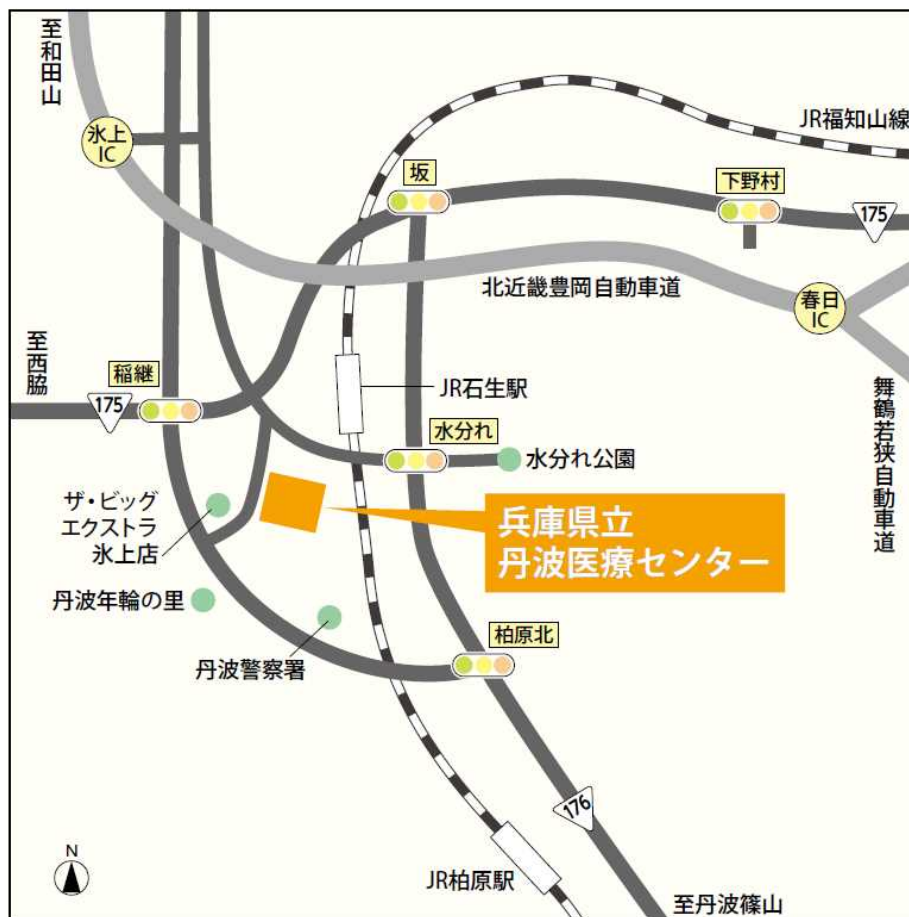 至和田山
氷上
IC
JR福知山線
坂
下野村
175
北近畿豊岡自動車道
春日
IC
至西脇
稲継
175
JR石生駅
水分れ
水分れ公園
舞鶴若狭自動車道
ザ・ビッグ
エクストラ
氷上店
兵庫県立
丹波医療センター
丹波年輪の里
柏原北
丹波警察署
176
N
JR柏原駅
至丹波篠山